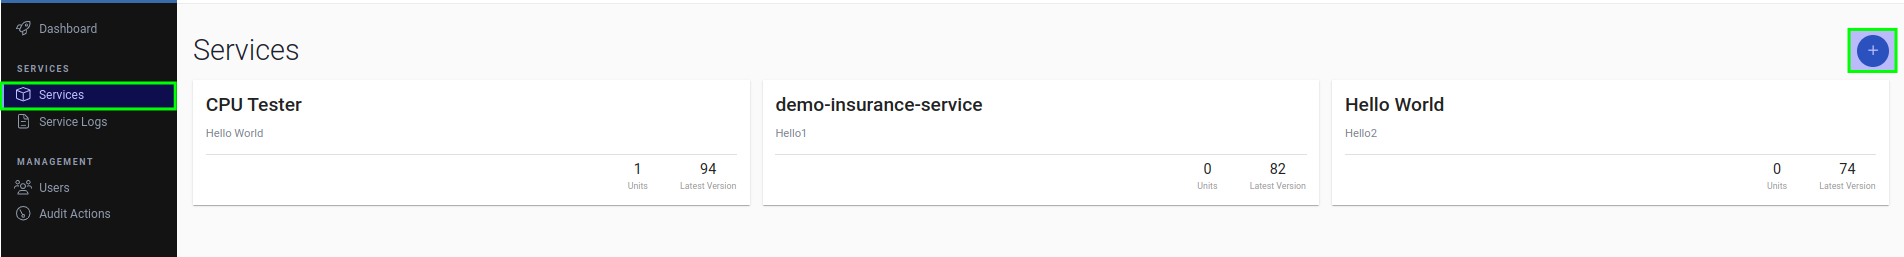 Dashboard
SERVICES
Services
Service Logs
MANAGEMENT
Users
Audit Actions
Services
+
CPU Tester
Hello World
1 94
Units Latest Version
demo-insurance-service
Hello1
0 82
Units Latest Version
Hello World
Hello2
0 74
Units Latest Version